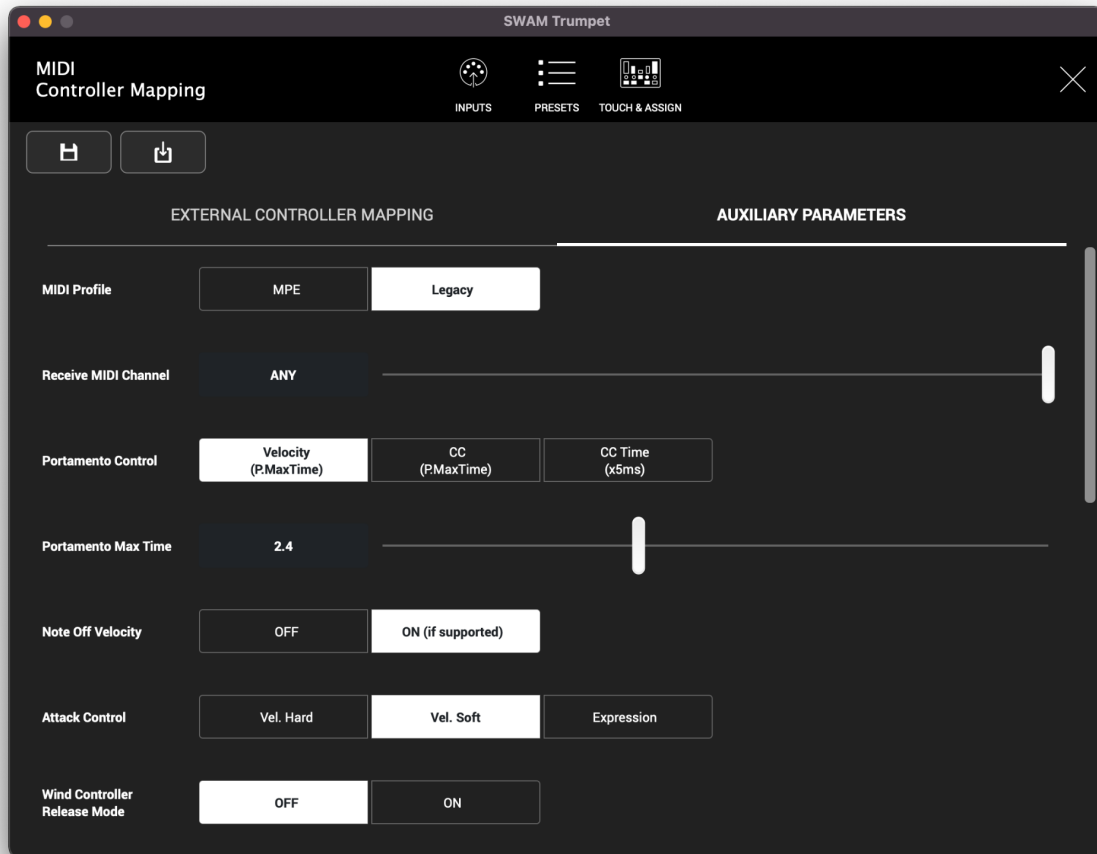 SWAM Trumpet
MIDI
Controller Mapping
INPUTS
PRESETS
TOUCH & ASSIGN
EXTERNAL CONTROLLER MAPPING
AUXILIARY PARAMETERS
MIDI Profile
MPE
Legacy
Receive MIDI Channel
ANY
Portamento Control
Velocity
(P.MaxTime)
CC
(P.MaxTime)
CC Time
(x5ms)
Portamento Max Time
2.4
Note Off Velocity
OFF
ON (if supported)
Attack Control
Vel. Hard
Vel. Soft
Expression
Wind Controller
Release Mode
OFF
ON